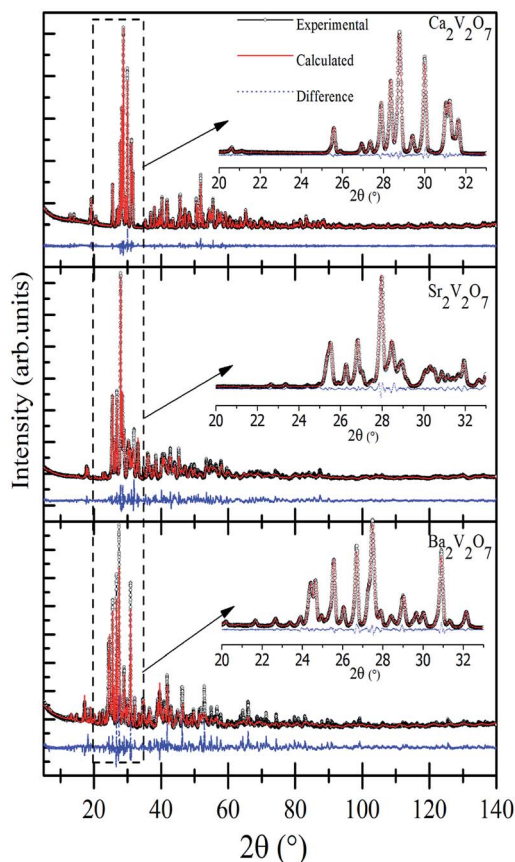 Experimental
Calculated
Difference
Ca2V2O7
20 22 24 26 28 30 32
2θ (°)
Sr2V2O7
20 22 24 26 28 30 32
2θ (°)
Ba2V2O7
20 22 24 26 28 30 32
2θ (°)
Intensity (arb.units)
20 40 60 80 100 120 140
2θ (°)